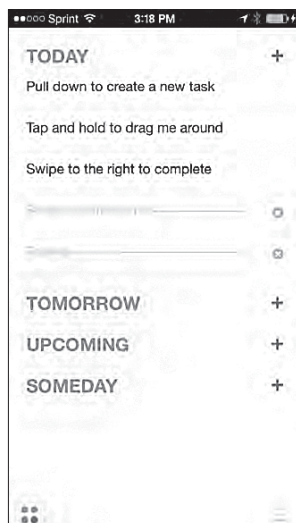 Sprint 3:18 PM
TODAY +
Pull down to create a new task
Tap and hold to drag me around
Swipe to the right to complete
TOMORROW +
UPCOMING +
SOMEDAY +